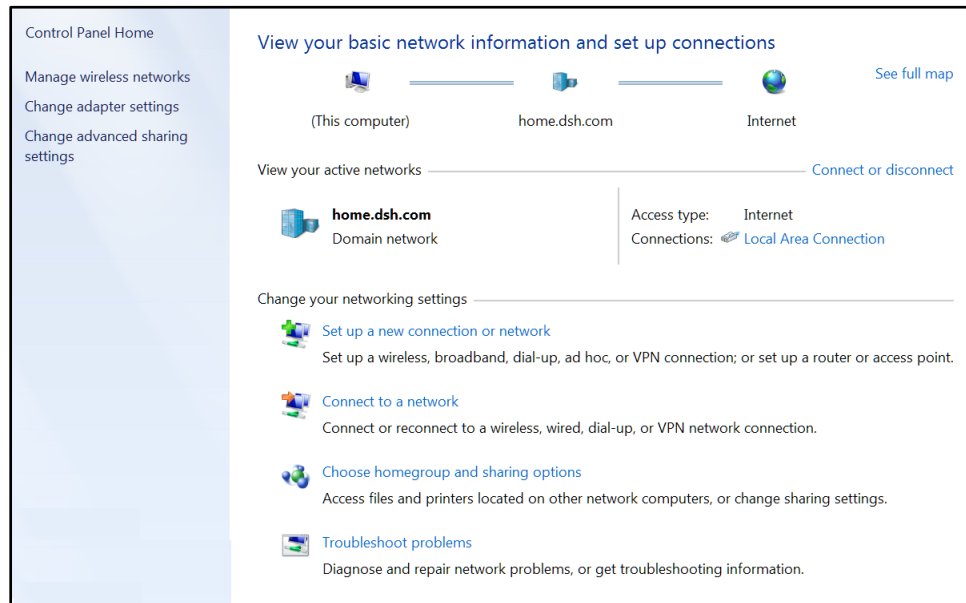 Control Panel Home
Manage wireless networks
Change adapter settings
Change advanced sharing
settings
View your basic network information and set up connections
See full map
(This computer)
home.dsh.com
Internet
View your active networks
Connect or disconnect
home.dsh.com
Domain network
Access type: Internet
Connections: Local Area Connection
Change your networking settings
Set up a new connection or network
Set up a wireless, broadband, dial-up, ad hoc, or VPN connection; or set up a router or access point.
Connect to a network
Connect or reconnect to a wireless, wired, dial-up, or VPN network connection.
Choose homegroup and sharing options
Access files and printers located on other network computers, or change sharing settings.
Troubleshoot problems
Diagnose and repair network problems, or get troubleshooting information.